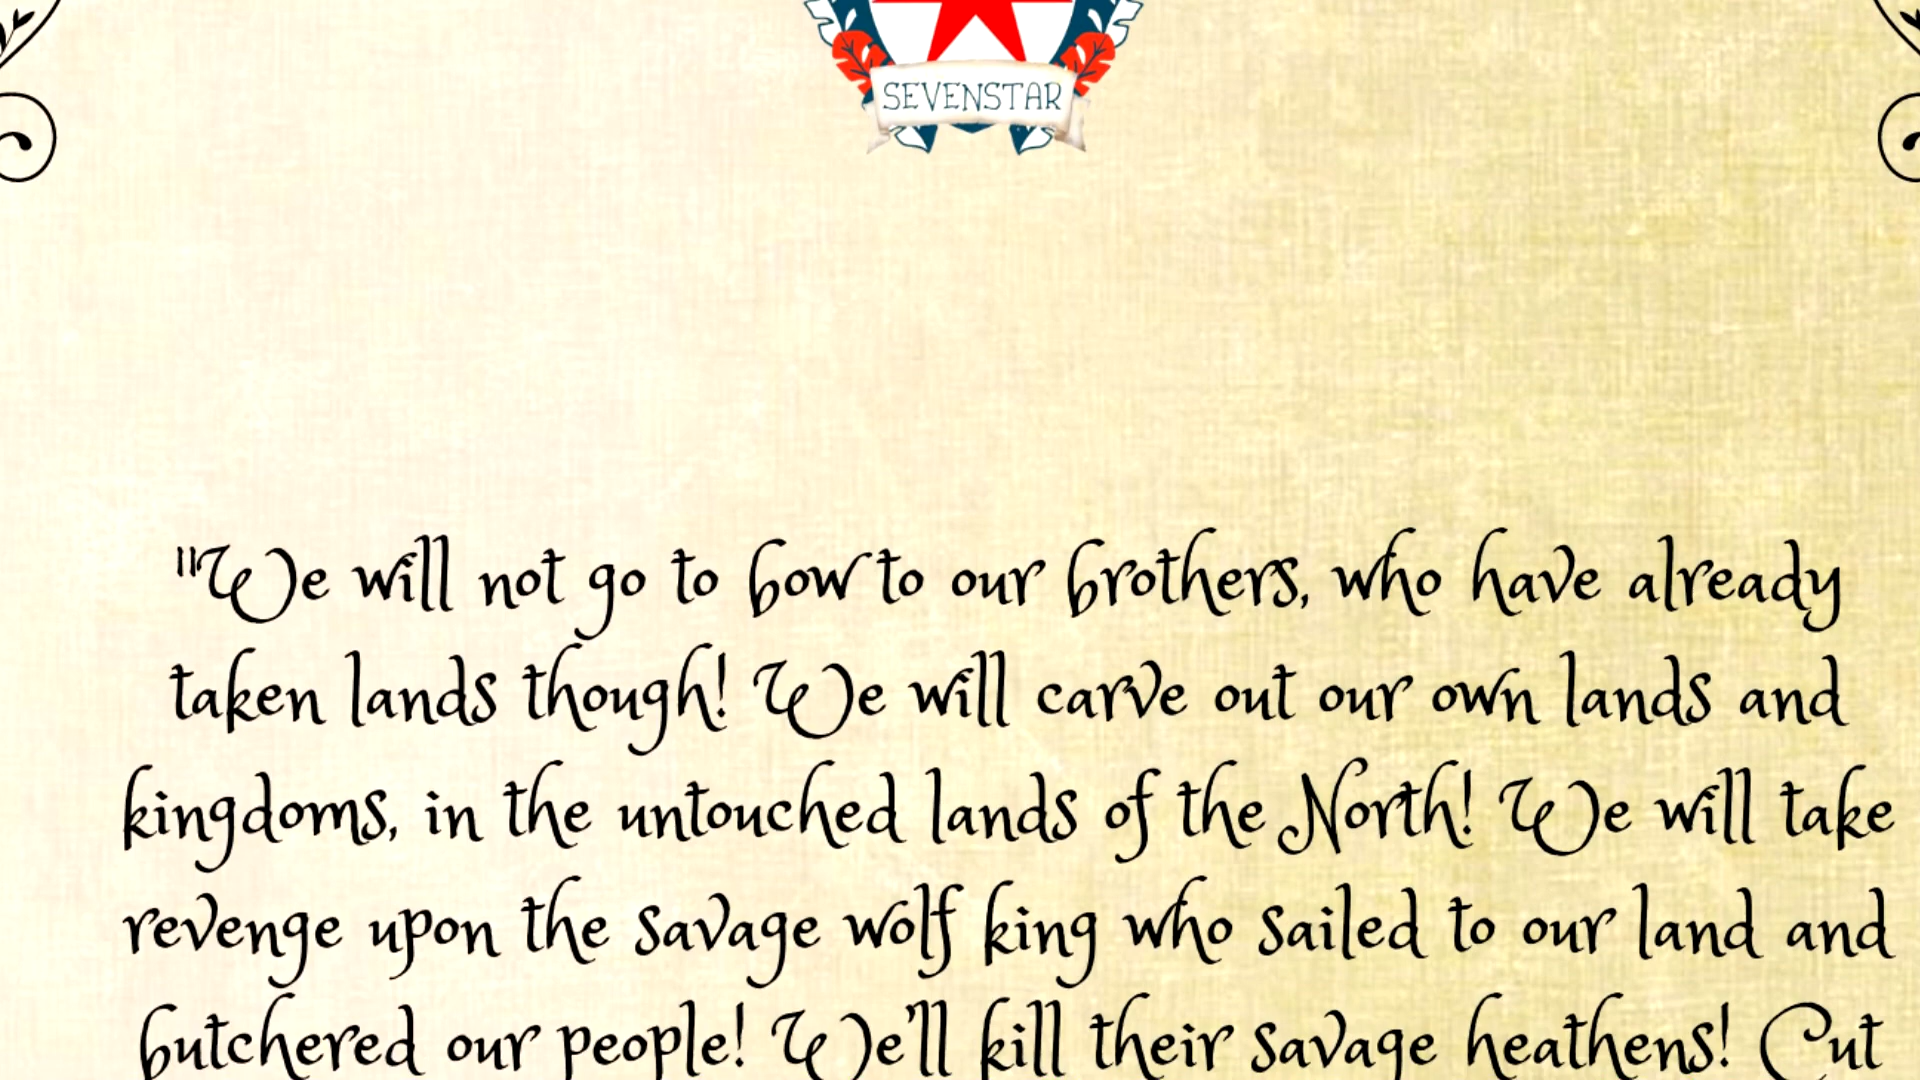 SEVENSTAR
"We will not go to bow to our brothers, who have already
taken lands though! We will carve out our own lands and
kingdoms, in the untouched lands of the North! We will take
revenge upon the savage wolf king who sailed to our land and
butchered our people! We'll kill their savage heathens! Cut